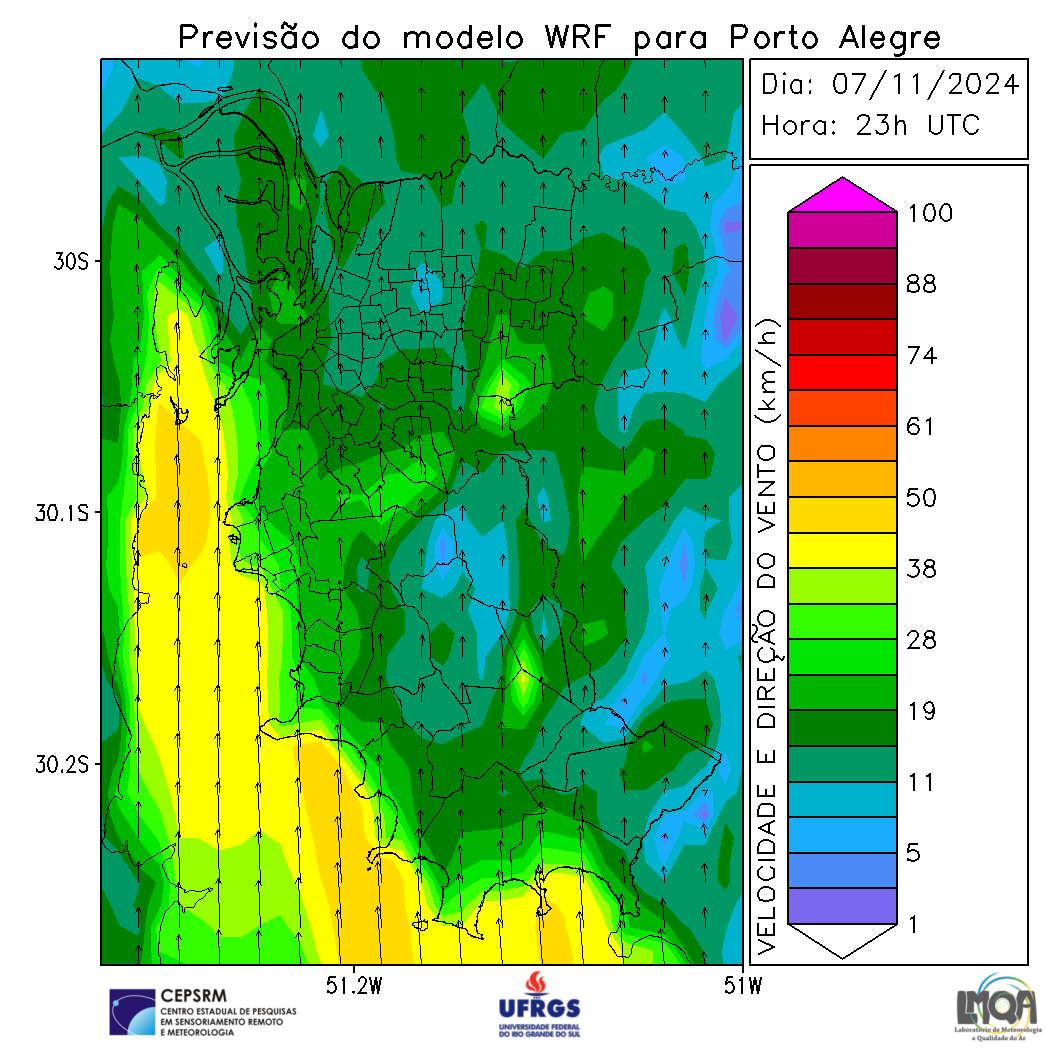 Previsão do modelo WRF para Porto Alegre
Dia: 07/11/2024
Hora: 23h UTC
30S
30.1S
30.2S
51.2W
51W
VELOCIDADE E DIREÇÃO DO VENTO (km/h)
100
88
74
61
50
38
28
19
11
5
1
CEPSRM
CENTRO ESTADUAL DE PESQUISAS
EM SENSORIAMENTO REMOTO
E METEOROLOGIA
UFRGS
UNIVERSIDADE FEDERAL
DO RIO GRANDE DO SUL
LMQA
Laboratório de Meteorologia
e Qualidade do Ar